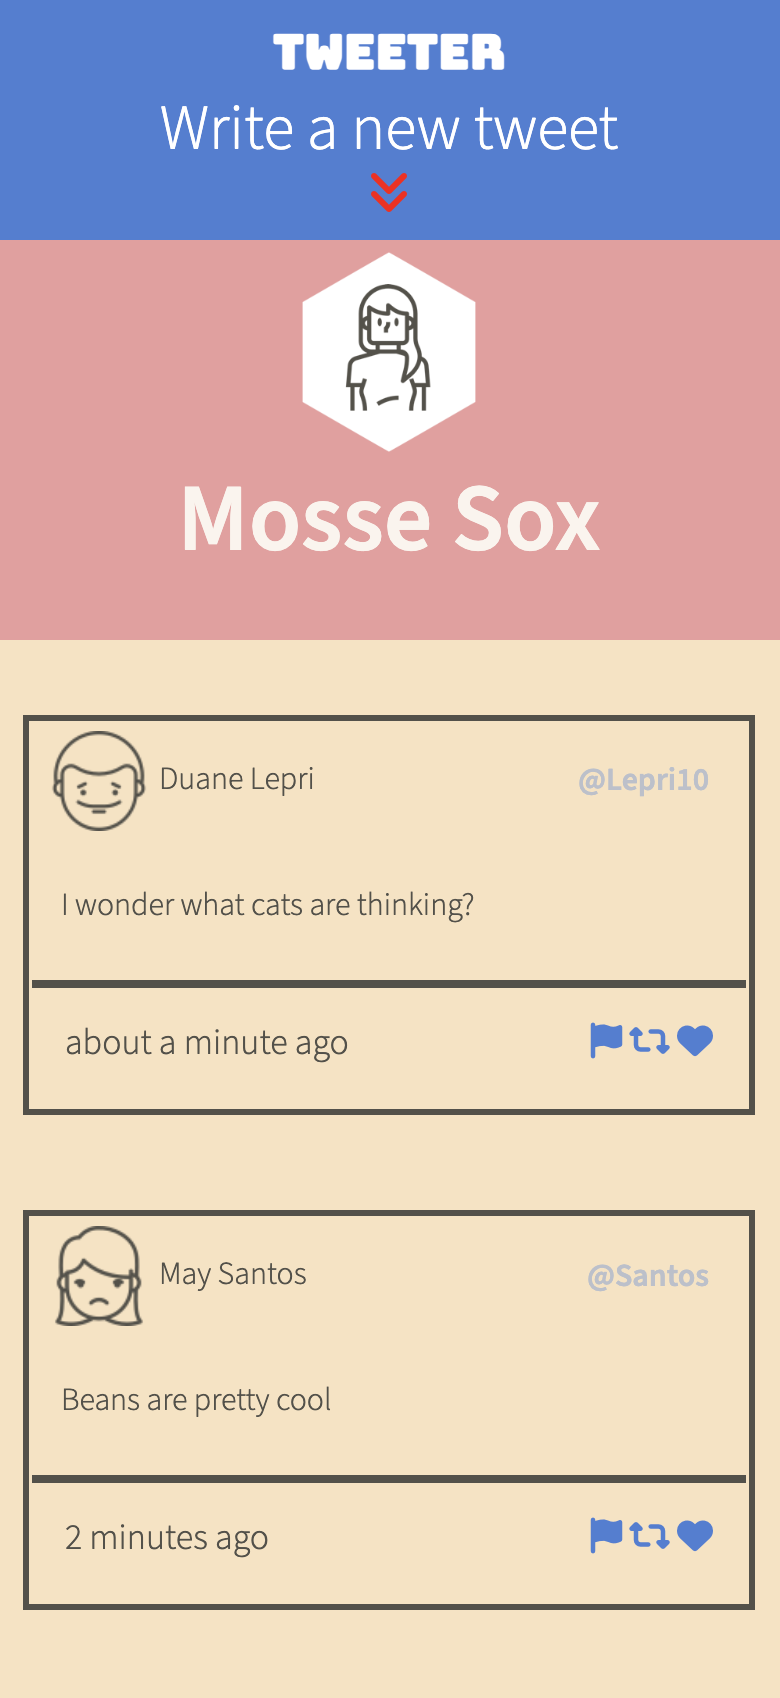 TWEETER
Write a new tweet
Mosse Sox
Duane Lepri @Lepri10
I wonder what cats are thinking?
about a minute ago
May Santos @Santos
Beans are pretty cool
2 minutes ago